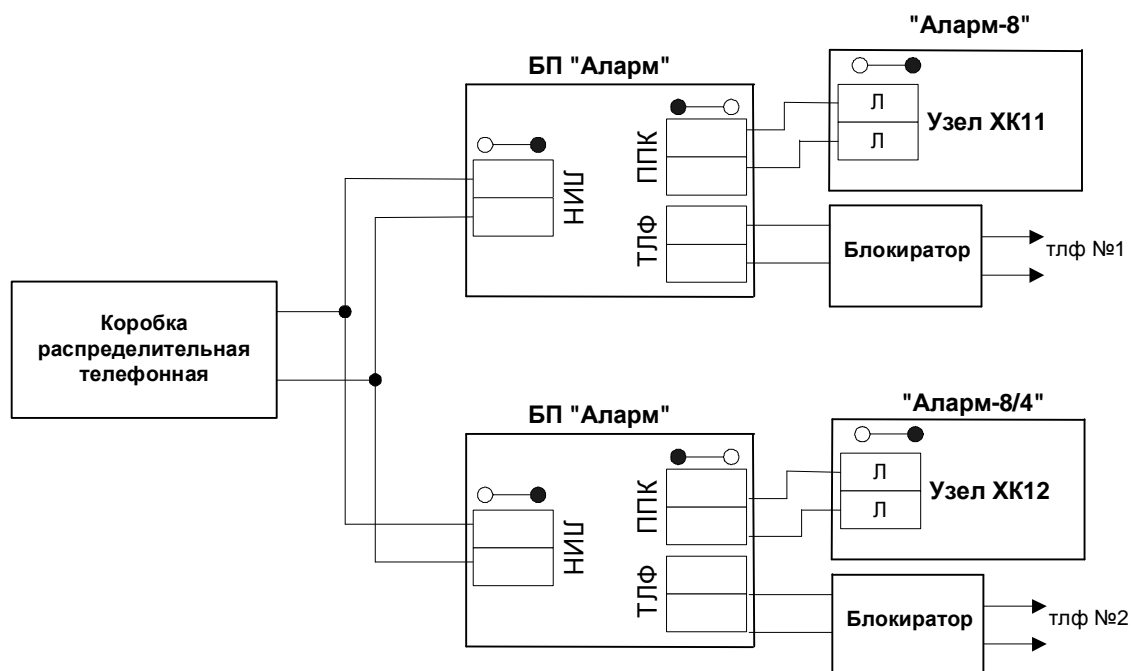 "Аларм-8"
БП "Аларм"
Л
Л
Узел ХК11
ППК
ЛИН
ТЛФ
Блокиратор
тлф №1
Коробка
распределительная
телефонная
"Аларм-8/4"
БП "Аларм"
Л
Л
Узел ХК12
ППК
ЛИН
ТЛФ
Блокиратор
тлф №2